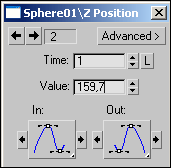 Sphere01\Z Position
2 Advanced>
Time: 1 L
Value: 159,7
In: Out: